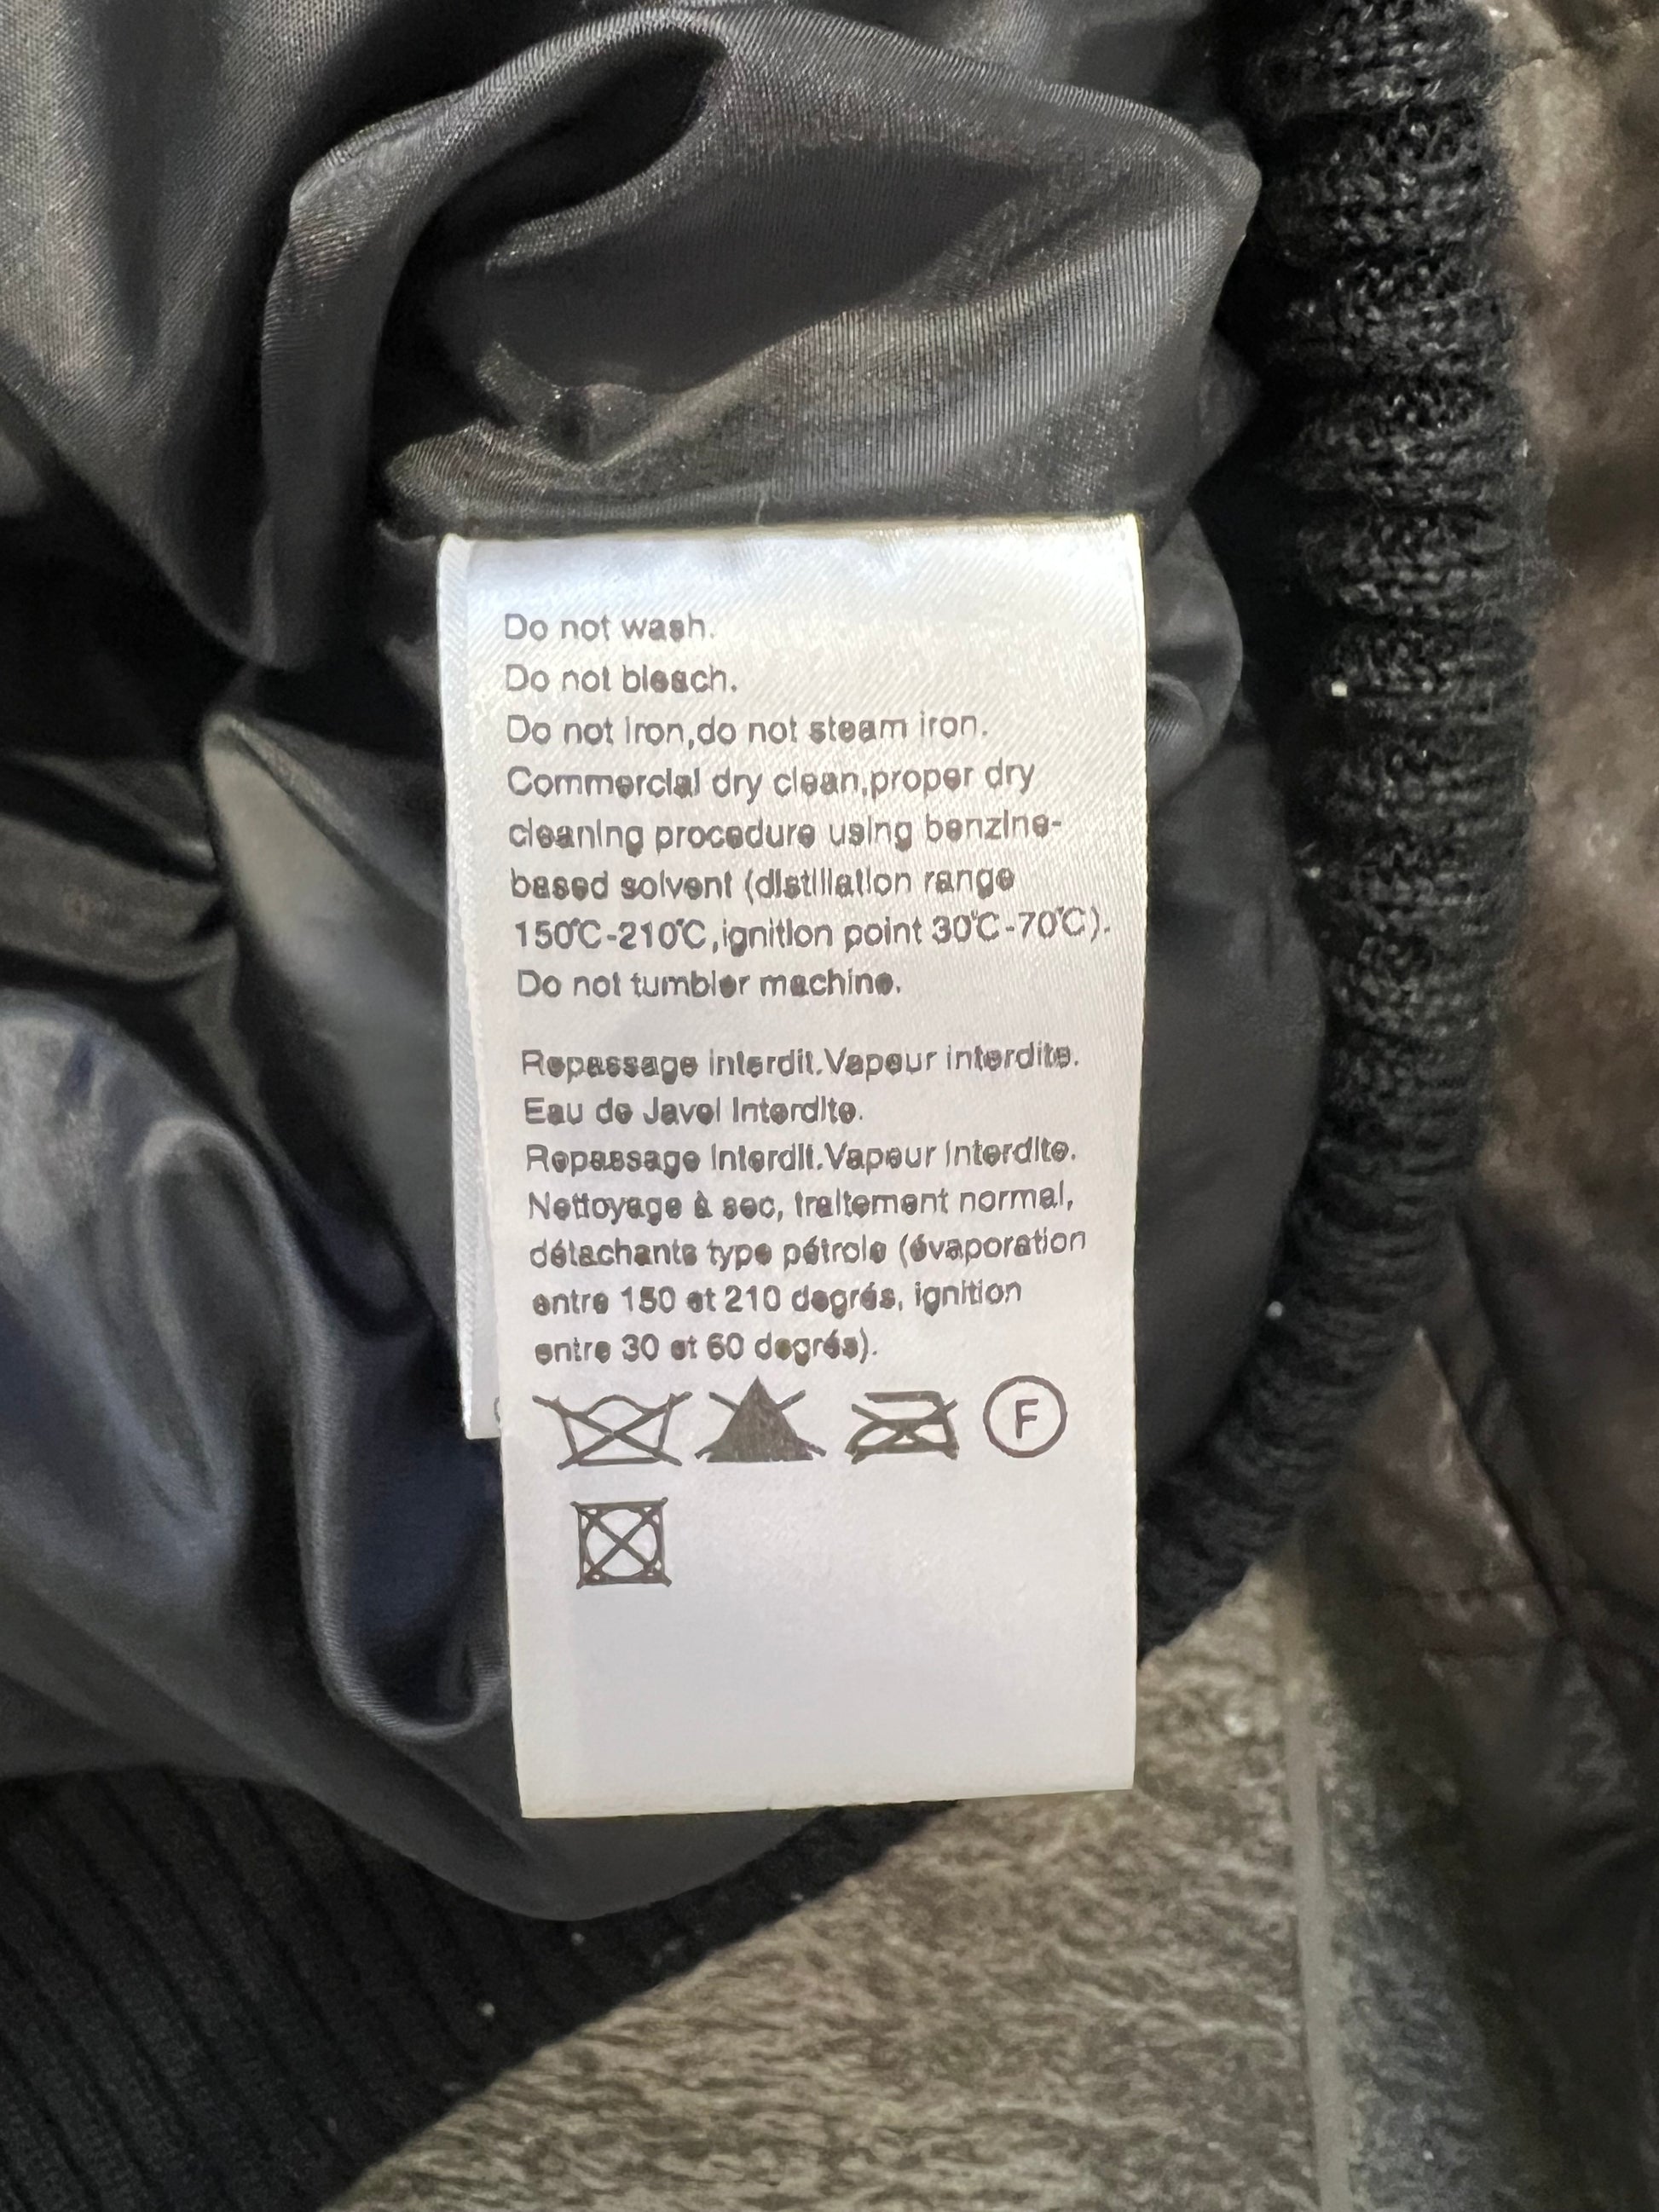 Do not wash.
Do not bleach.
Do not iron,do not steam iron.
Commercial dry clean,proper dry
cleaning procedure using benzine-
based solvent (distillation range
150℃-210℃,ignition point 30℃-70℃).
Do not tumbler machine.
Repassage interdit.Vapeur interdite.
Eau de Javel Interdite.
Repassage interdit.Vapeur interdite.
Nettoyage à sec, traitement normal,
détachants type pétrole (évaporation
entre 150 et 210 degrés, ignition
entre 30 et 60 degrés).
F